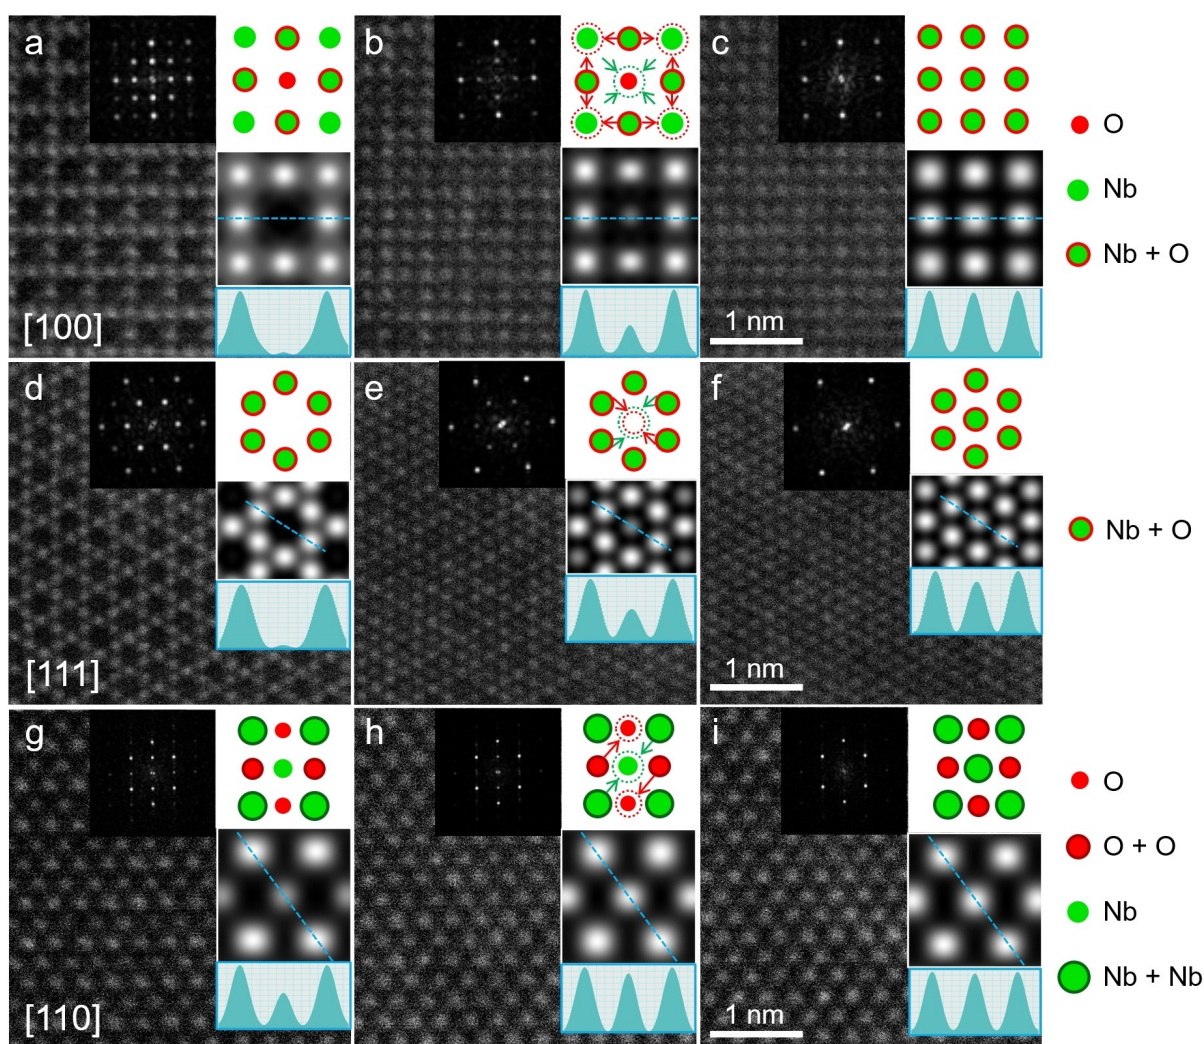 a
b
c
O
Nb
Nb + O
[100]
1 nm
d
e
f
Nb + O
[111]
1 nm
g
h
i
O
O + O
Nb
Nb + Nb
[110]
1 nm